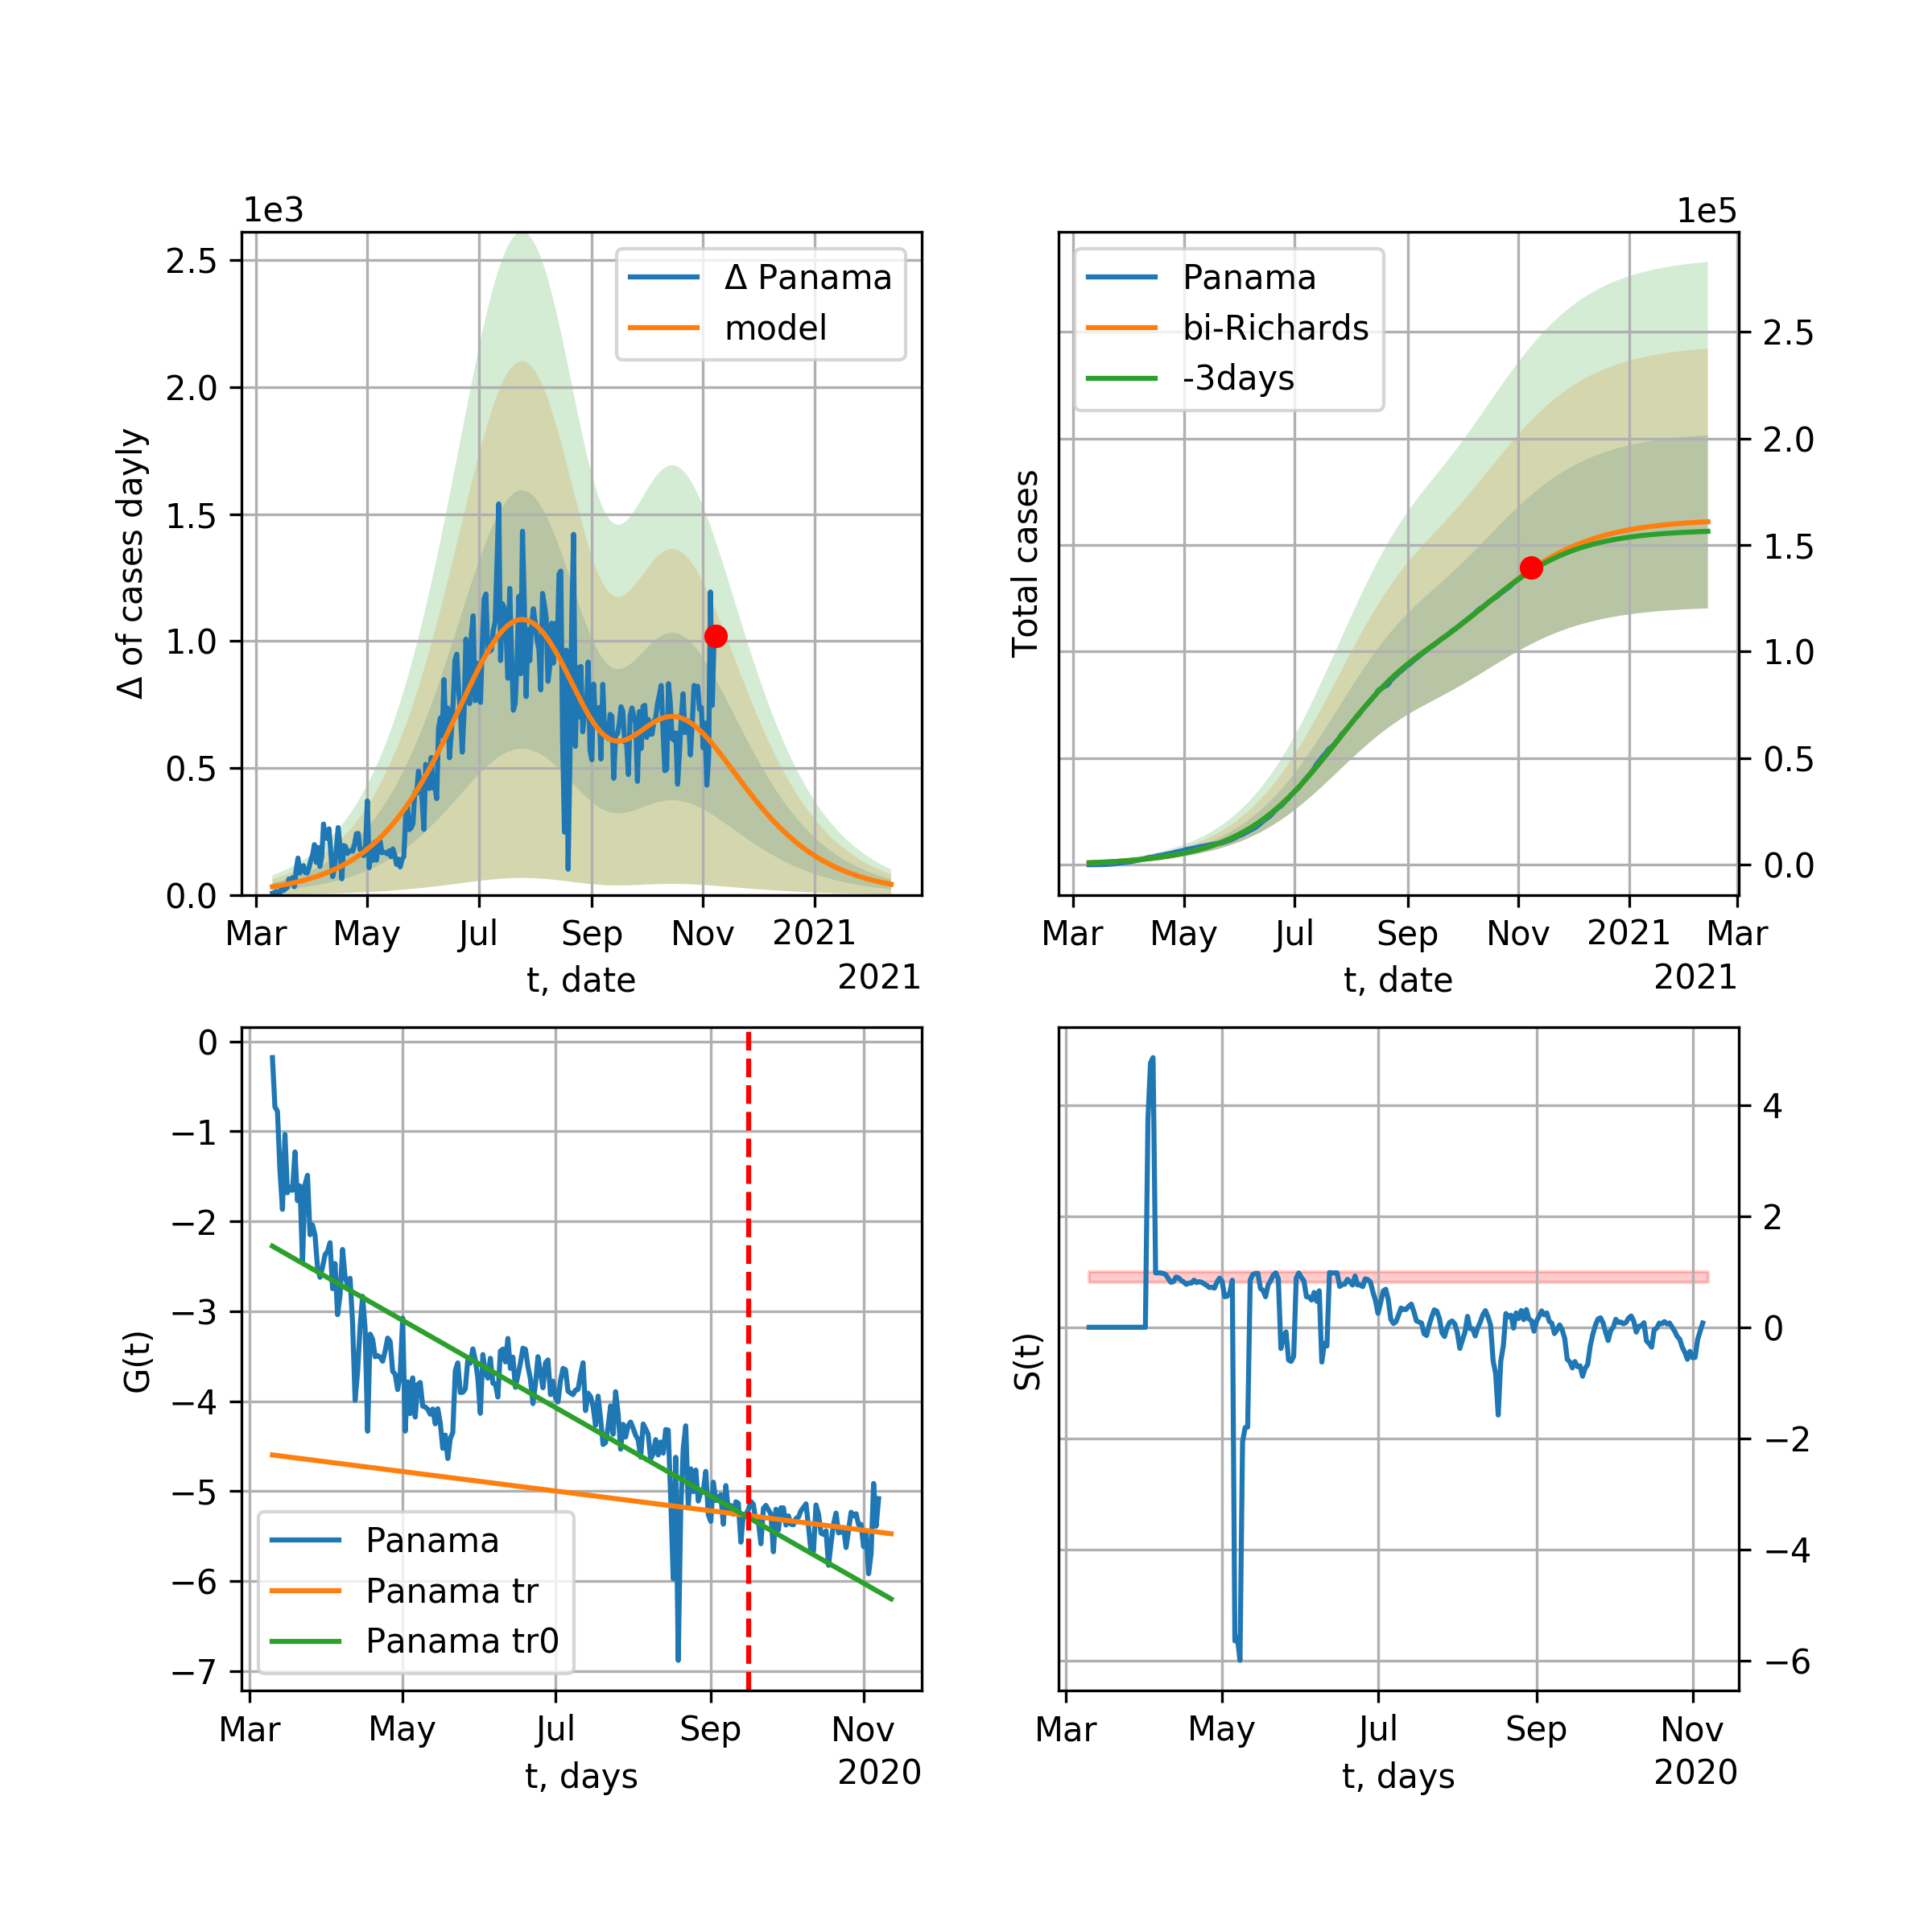 1e3
2.5
2.0
1.5
1.0
0.5
0.0
Δ of cases dayly
Δ Panama
model
Mar May Jul Sep Nov 2021
t, date
2021
1e5
Panama
bi-Richards
-3days
Total cases
2.5
2.0
1.5
1.0
0.5
0.0
Mar May Jul Sep Nov 2021 Mar
t, date
2021
0
−1
−2
−3
−4
−5
−6
−7
G(t)
Panama
Panama tr
Panama tr0
Mar May Jul Sep Nov
t, days
2020
S(t)
4
2
0
−2
−4
−6
Mar May Jul Sep Nov
t, days
2020